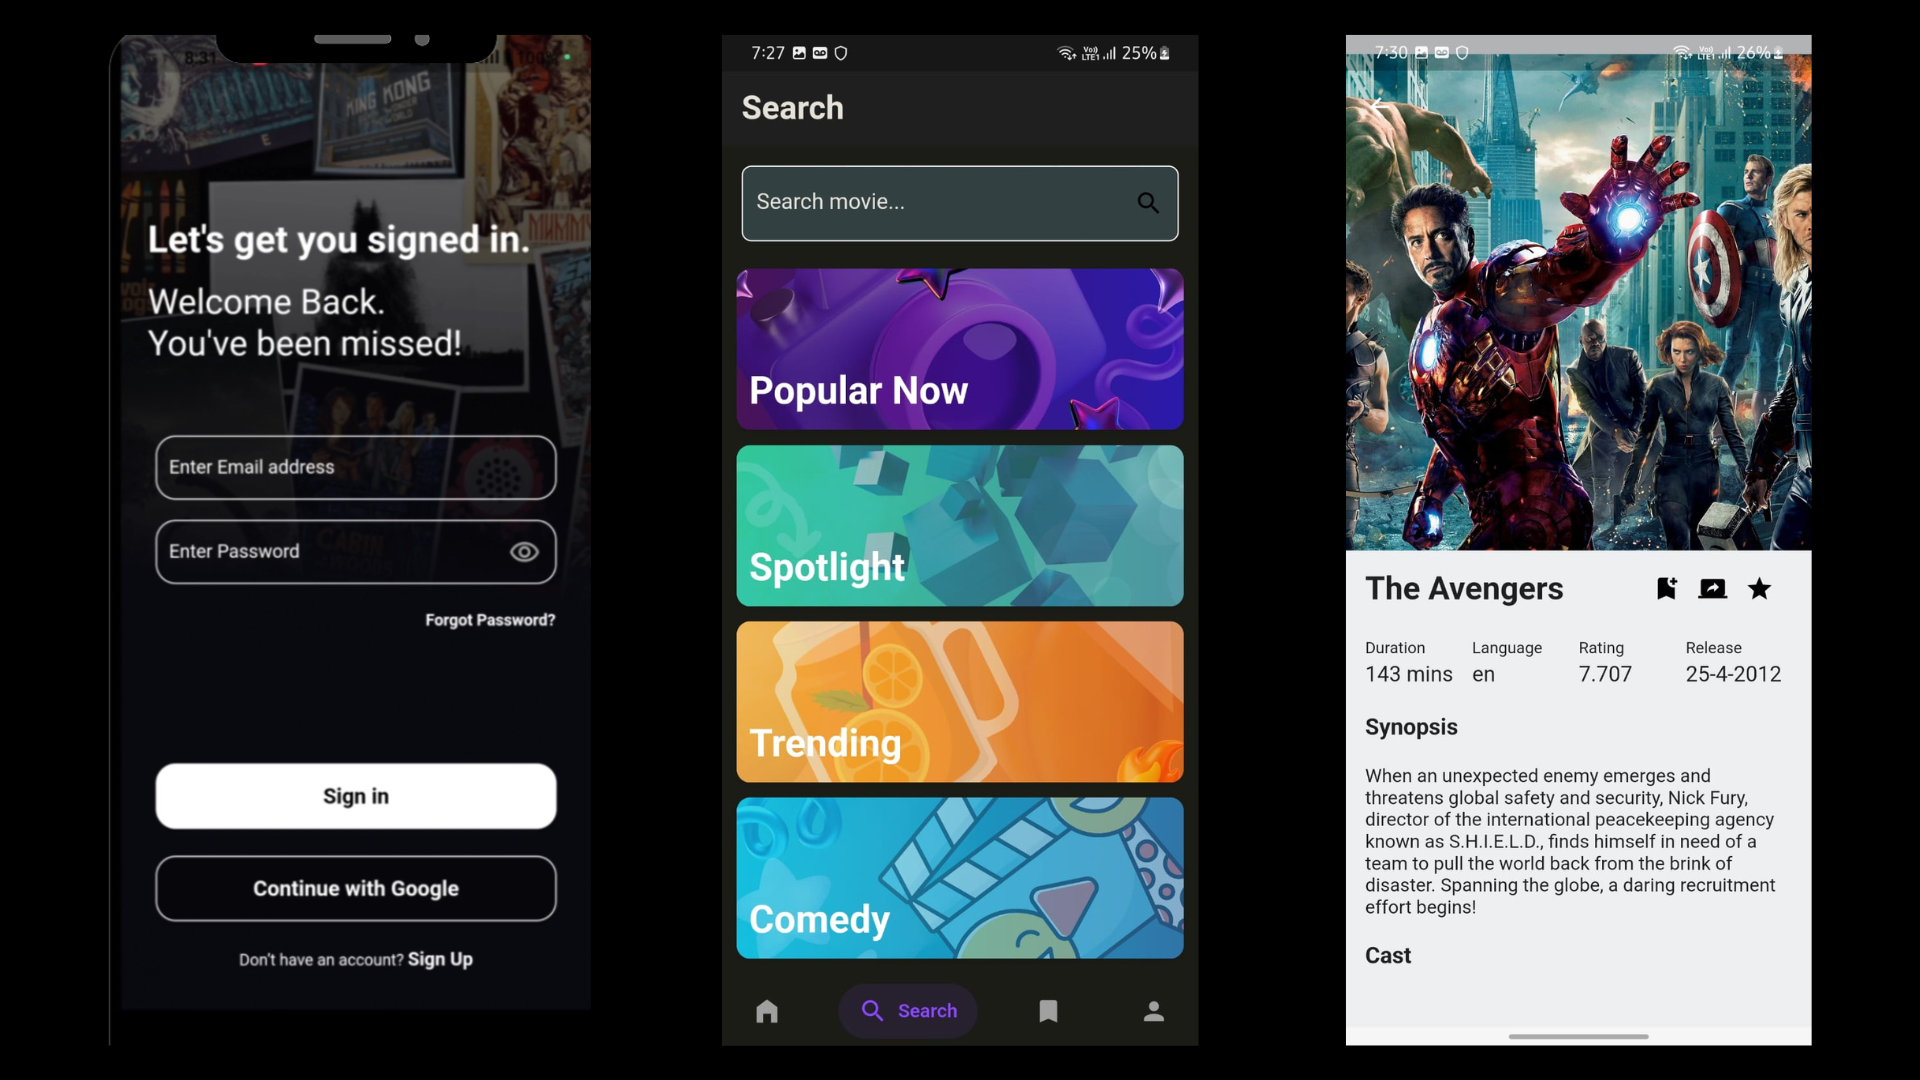 8:31
KING KONG
Let's get you signed in.
Welcome Back.
You've been missed!
Enter Email address
Enter Password
Forgot Password?
Sign in
Continue with Google
Don't have an account? Sign Up
7:27
25%
Search
Search movie...
Popular Now
Spotlight
Trending
Comedy
Search
7:30
26%
The Avengers
Duration Language Rating Release
143 mins en 7.707 25-4-2012
Synopsis
When an unexpected enemy emerges and
threatens global safety and security, Nick Fury,
director of the international peacekeeping agency
known as S.H.I.E.L.D., finds himself in need of a
team to pull the world back from the brink of
disaster. Spanning the globe, a daring recruitment
effort begins!
Cast